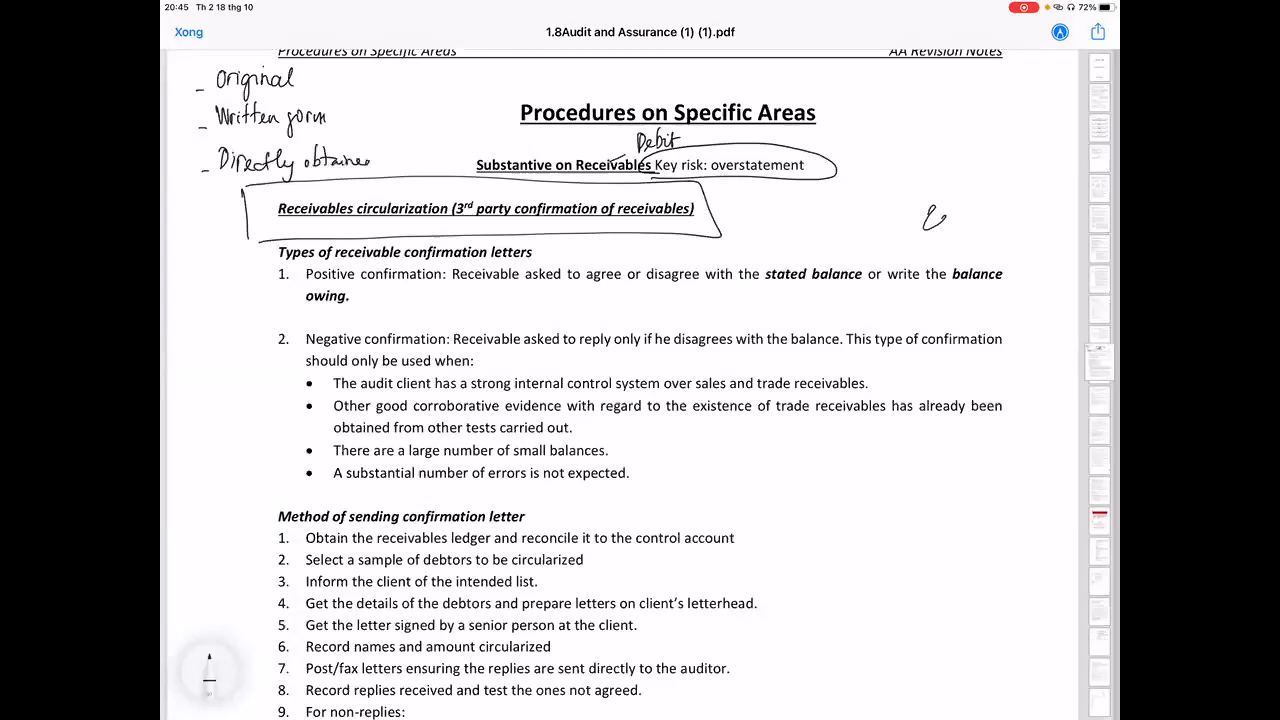 20:45 Th 2 18 thg 10 72%
Xong 1.8Audit and Assurance (1) (1).pdf
Procedures on Specific Areas AA Revision Notes
- Original
- Written form
- Directly obtained
Procedures on Specific Areas
Debit
Substantive on Receivables Key risk: overstatement
Receivables circularisation (3rd party confirmation of receivables)
Types receivable confirmation letters
1. Positive confirmation: Receivable asked to agree or disagree with the stated balance or write the balance
owing.
2. Negative confirmation: Receivable asked to reply only if he disagrees with the balance. This type of confirmation
should only be used when:
The audit client has a strong internal control system over sales and trade receivables.
• Other good corroborative evidence with regard to the existence of trade receivables has already been
obtained from other tests carried out.
There are a large number of small balances.
• A substantial number of errors is not expected.
Method of sending confirmation letter
1. Obtain the receivables ledger and reconcile it to the control account
2. Select a sample of debtors to be circularized
3. Inform the client of the intended list.
4. Get the details of the debtors and prepare letters on client's letterhead.
5. Get the letter signed by a senior person at the client.
6. Record names and amount circularized
7. Post/fax letters ensuring that replies are sent directly to the auditor.
8. Record replies received and test the ones not agreed.
9. For non-replies: